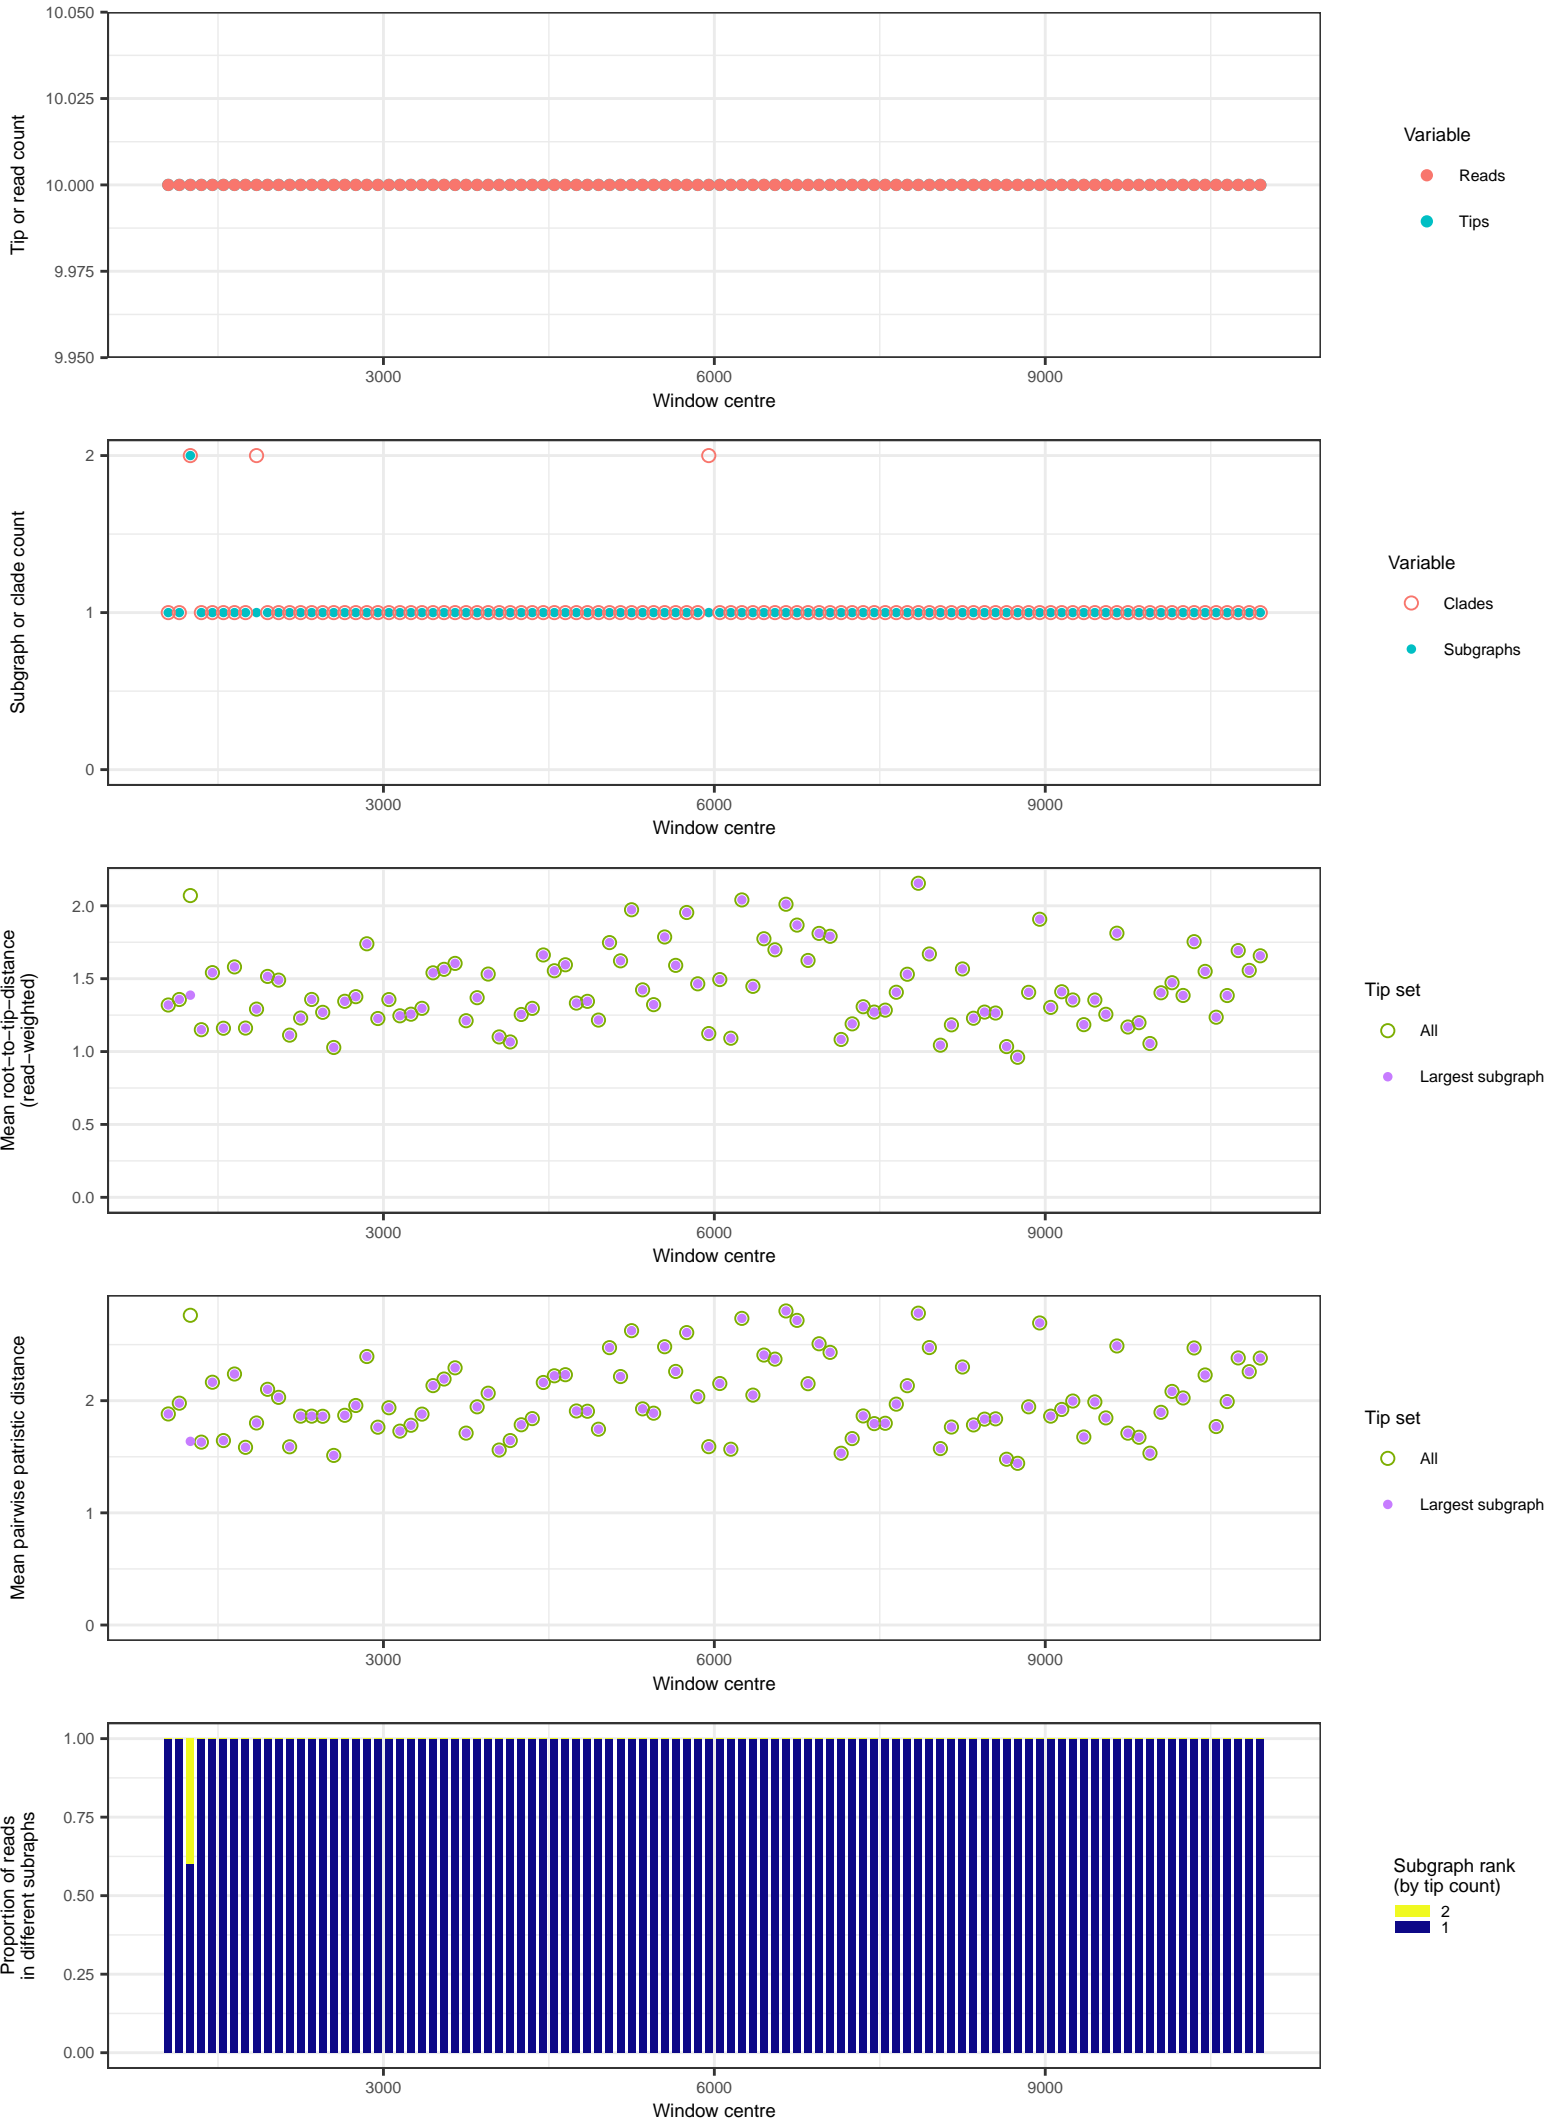 10.050
10.025
10.000
9.975
9.950
Tip or read count
3000 6000 9000
Window centre
Variable
Reads
Tips
2
1
0
Subgraph or clade count
3000 6000 9000
Window centre
Variable
Clades
Subgraphs
2.0
1.5
1.0
0.5
0.0
Mean root−to−tip−distance
(read−weighted)
3000 6000 9000
Window centre
Tip set
All
Largest subgraph
2
1
0
Mean pairwise patristic distance
3000 6000 9000
Window centre
Tip set
All
Largest subgraph
1.00
0.75
0.50
0.25
0.00
Proportion of reads
in different subraphs
3000 6000 9000
Window centre
Subgraph rank
(by tip count)
2
1